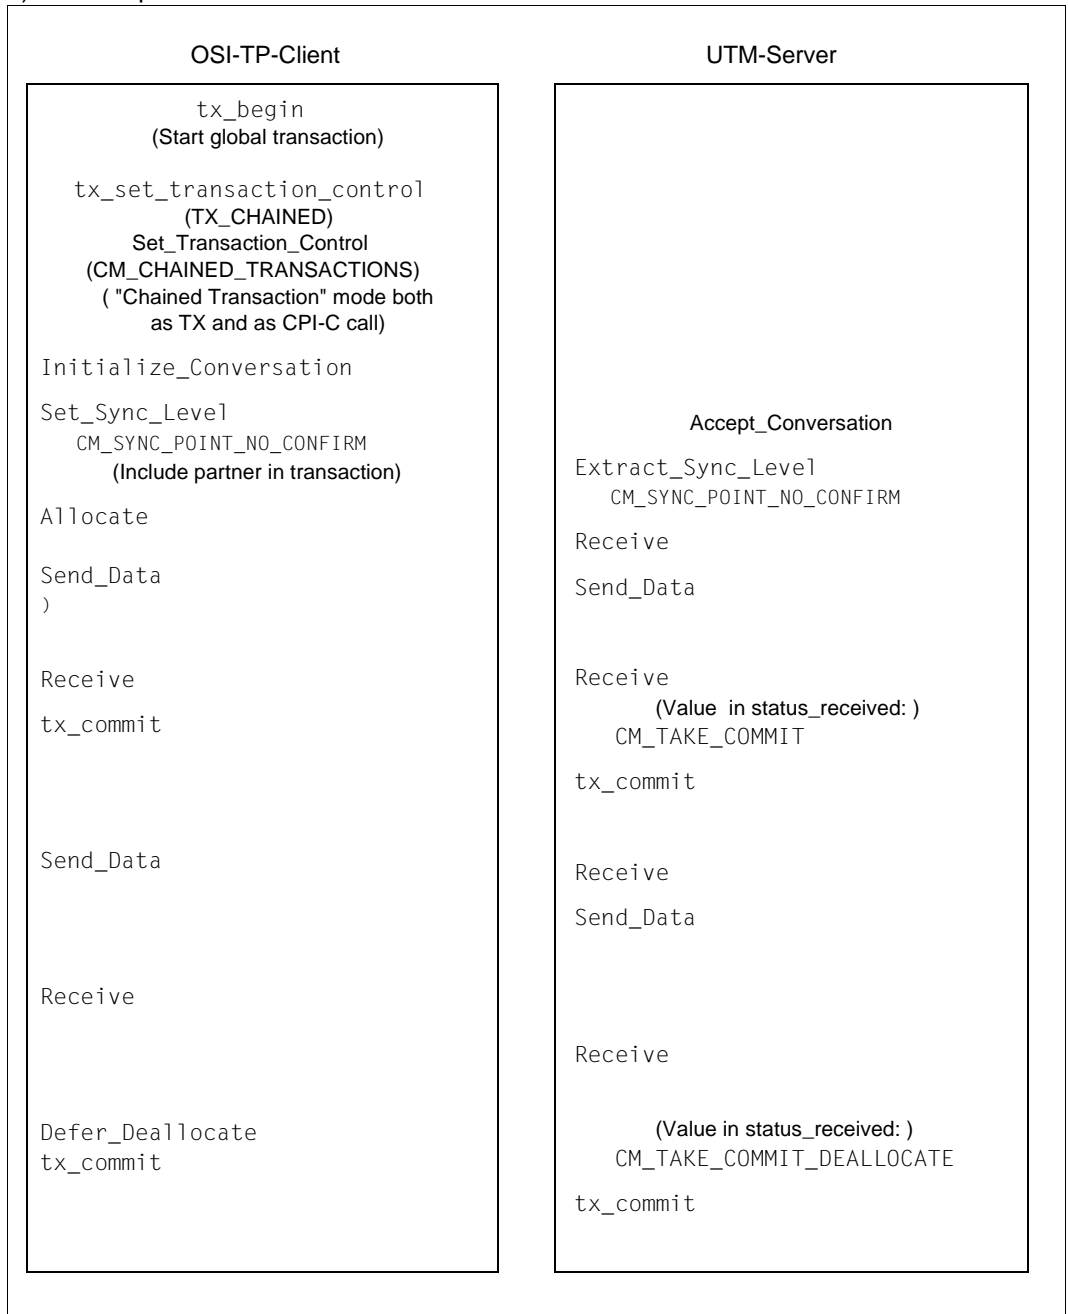 OSI-TP-Client
UTM-Server
tx_begin
(Start global transaction)
tx_set_transaction_control
(TX_CHAINED)
Set_Transaction_Control
(CM_CHAINED_TRANSACTIONS)
( "Chained Transaction" mode both
as TX and as CPI-C call)
Initialize_Conversation
Set_Sync_Level
CM_SYNC_POINT_NO_CONFIRM
(Include partner in transaction)
Allocate
Send_Data
)
Receive
tx_commit
Send_Data
Receive
Defer_Deallocate
tx_commit
Accept_Conversation
Extract_Sync_Level
CM_SYNC_POINT_NO_CONFIRM
Receive
Send_Data
Receive
(Value in status_received: )
CM_TAKE_COMMIT
tx_commit
Receive
Send_Data
Receive
(Value in status_received: )
CM_TAKE_COMMIT_DEALLOCATE
tx_commit